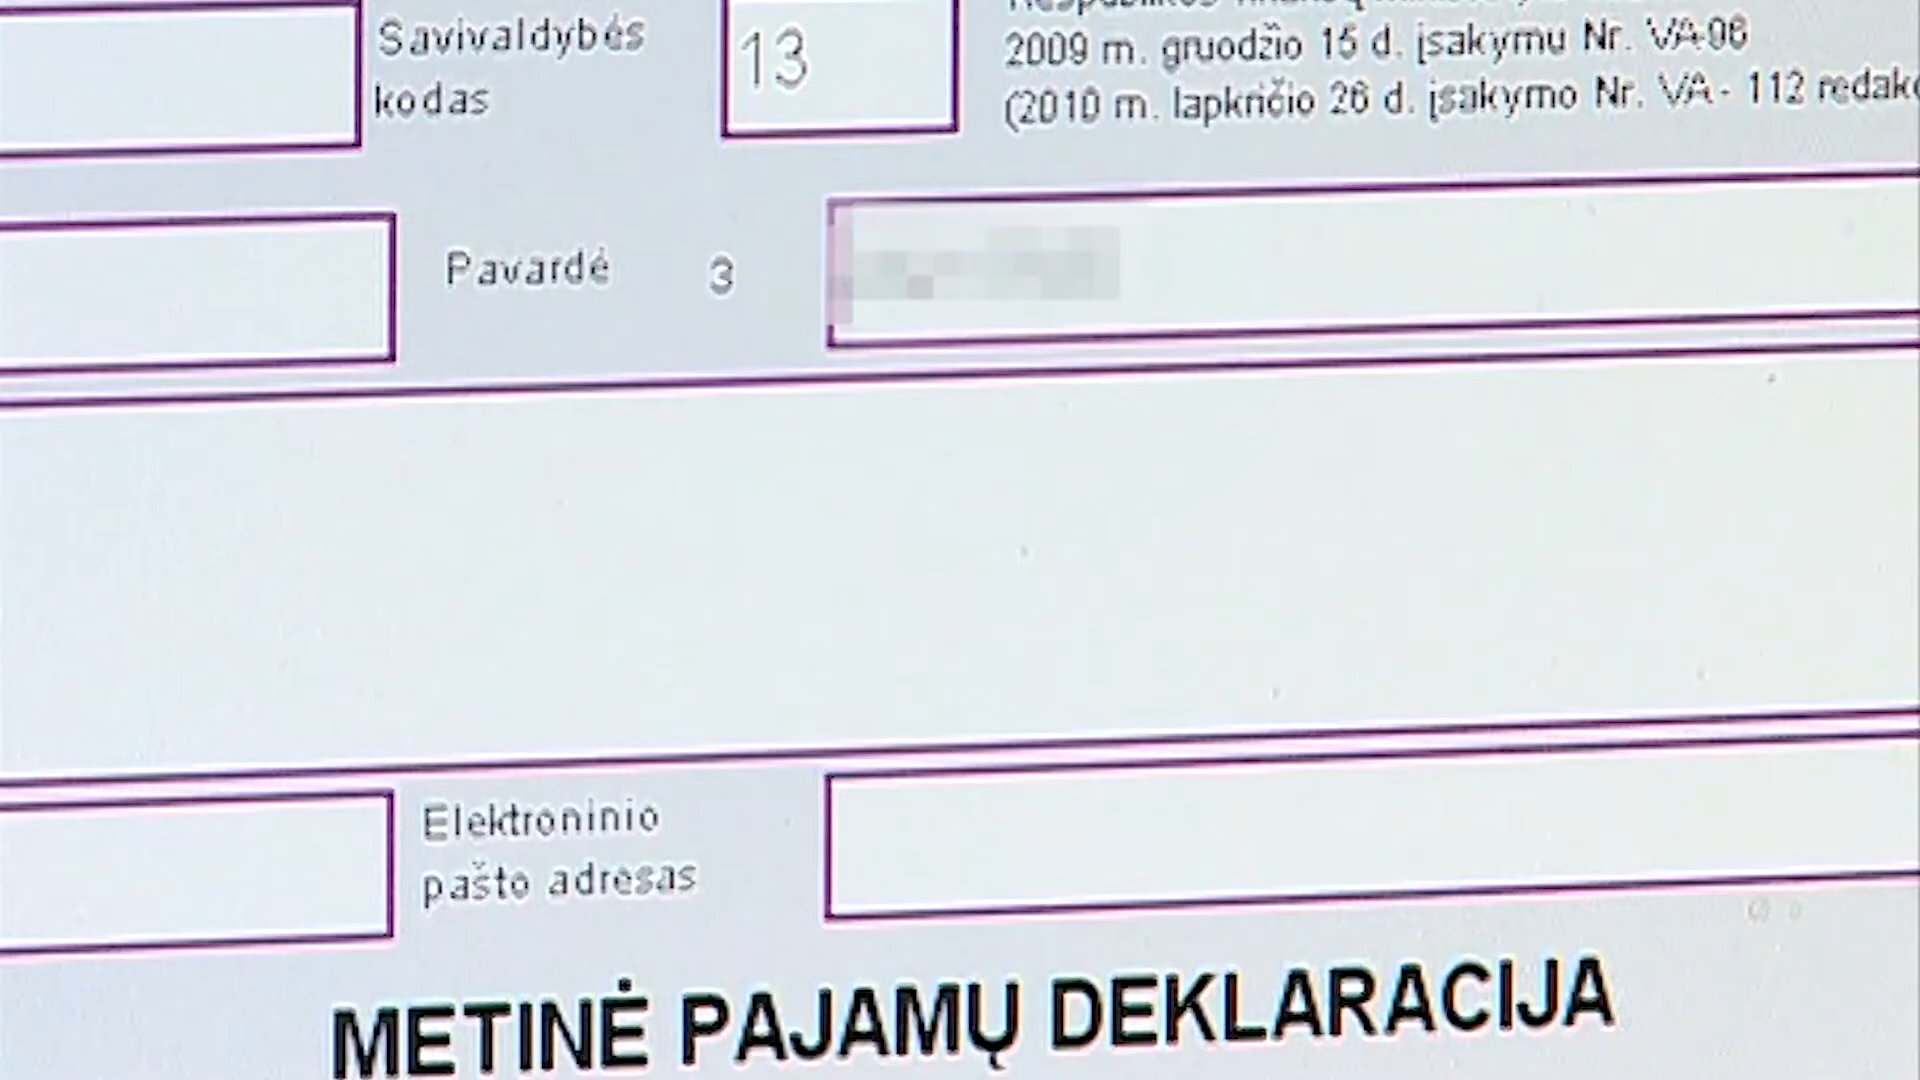 Savivaldybės
kodas
13
2009 m. gruodžio 15 d. įsakymu Nr. VA-96
(2010 m. lapkričio 26 d. įsakymo Nr. VA- 112
Pavardė 3
Elektroninio
pašto adresas
METINĖ PAJAMŲ DEKLARACIJA